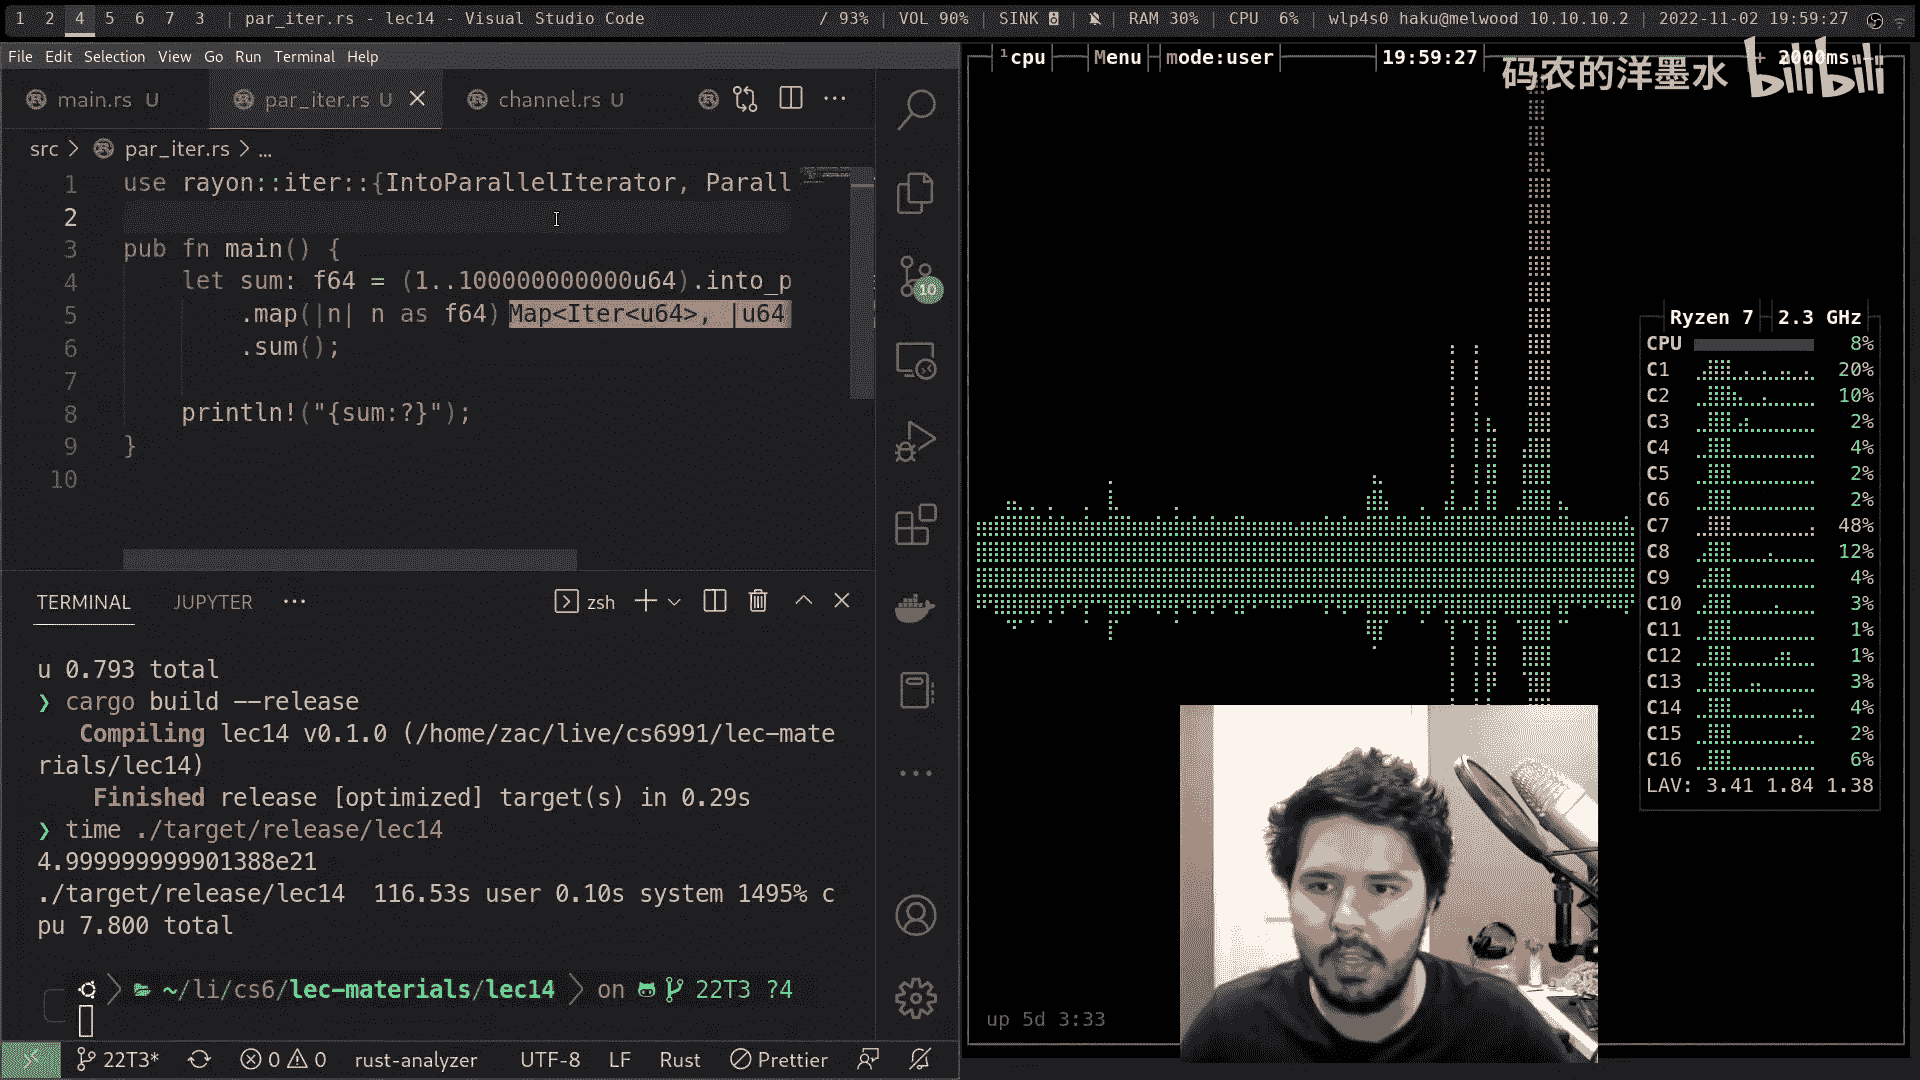 1 2 4 5 6 7 3 | par_iter.rs - lec14 - Visual Studio Code
/ 93% | VOL 90% | SINK | RAM 30% | CPU 6% | wlp4s0 haku@melwood 10.10.10.2 | 2022-11-02 19:59:27
File Edit Selection View Go Run Terminal Help
main.rs U par_iter.rs U channel.rs U
src > par_iter.rs > ...
1 use rayon::iter::{IntoParallelIterator, Parall
2
3 pub fn main() {
4 let sum: f64 = (1..100000000000u64).into_p
5 .map(|n| n as f64) Map<Iter<u64>, |u64
6 .sum();
7
8 println!("{sum:?}");
9 }
10
10
TERMINAL JUPYTER ... zsh
u 0.793 total
❯ cargo build --release
Compiling lec14 v0.1.0 (/home/zac/live/cs6991/lec-mate
rials/lec14)
Finished release [optimized] target(s) in 0.29s
❯ time ./target/release/lec14
4.999999999901388e21
./target/release/lec14 116.53s user 0.10s system 1495% c
pu 7.800 total
~/li/cs6/lec-materials/lec14 > on 22T3 ?4
22T3* 0 0 rust-analyzer UTF-8 LF Rust Prettier
¹cpu Menu mode:user 19:59:27 + 2000ms
码农的洋墨水 bilibili
Ryzen 7 2.3 GHz
CPU 8%
C1 20%
C2 10%
C3 2%
C4 4%
C5 2%
C6 2%
C7 48%
C8 12%
C9 4%
C10 3%
C11 1%
C12 1%
C13 3%
C14 4%
C15 2%
C16 6%
LAV: 3.41 1.84 1.38
up 5d 3:33